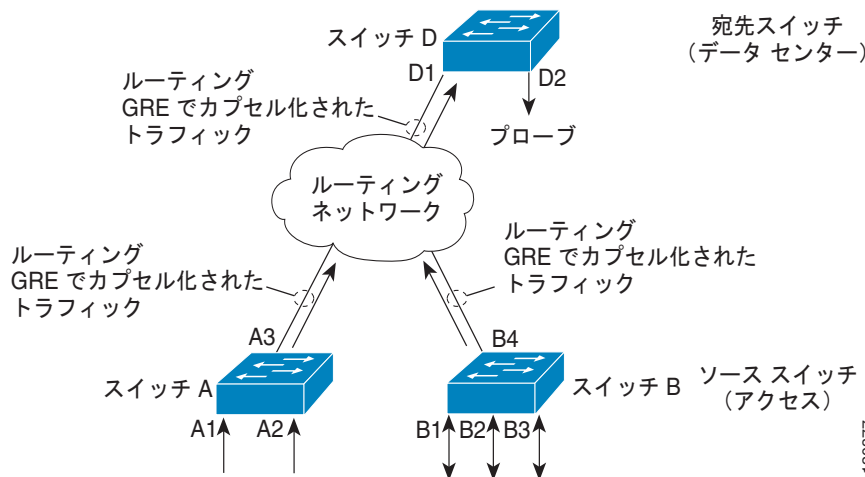 スイッチ D
宛先スイッチ
（データ センター）
D1
D2
ルーティング
GRE でカプセル化された
トラフィック
プローブ
ルーティング
ネットワーク
ルーティング
GRE でカプセル化された
トラフィック
ルーティング
GRE でカプセル化された
トラフィック
A3
B4
スイッチ A
スイッチ B
ソース スイッチ
（アクセス）
A1
A2
B1
B2
B3